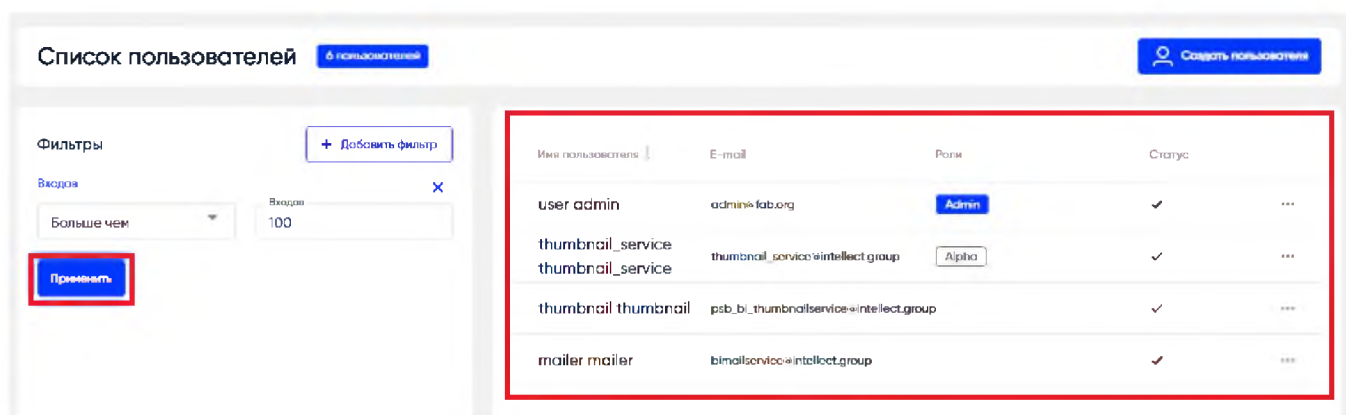 Список пользователей 6 пользователей Создать пользователя
Фильтры + Добавить фильтр
Входов
Больше чем
Входов
100
Применить
Имя пользователя E-mail Роли Статус
user admin admin@fab.org Admin
thumbnail_service
thumbnail_service thumbnail_service@intellect.group Alpha
thumbnail thumbnail psb_bi_thumbnailservice@intellect.group
mailer mailer bimailservice@intellect.group